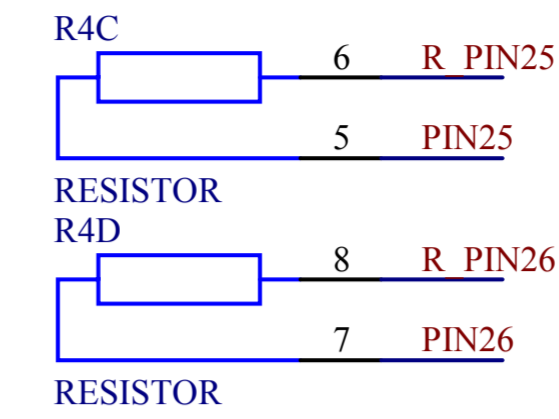 R4C
6 R_PIN25
5 PIN25
RESISTOR
R4D
8 R_PIN26
7 PIN26
RESISTOR